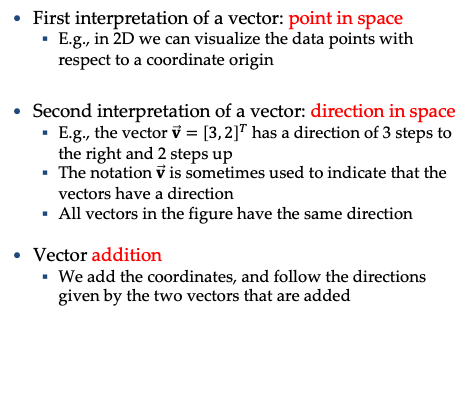 • First interpretation of a vector: point in space
▪ E.g., in 2D we can visualize the data points with
respect to a coordinate origin
• Second interpretation of a vector: direction in space
▪ E.g., the vector v⃗ = [3, 2]ᵀ has a direction of 3 steps to
the right and 2 steps up
▪ The notation v⃗ is sometimes used to indicate that the
vectors have a direction
▪ All vectors in the figure have the same direction
• Vector addition
▪ We add the coordinates, and follow the directions
given by the two vectors that are added